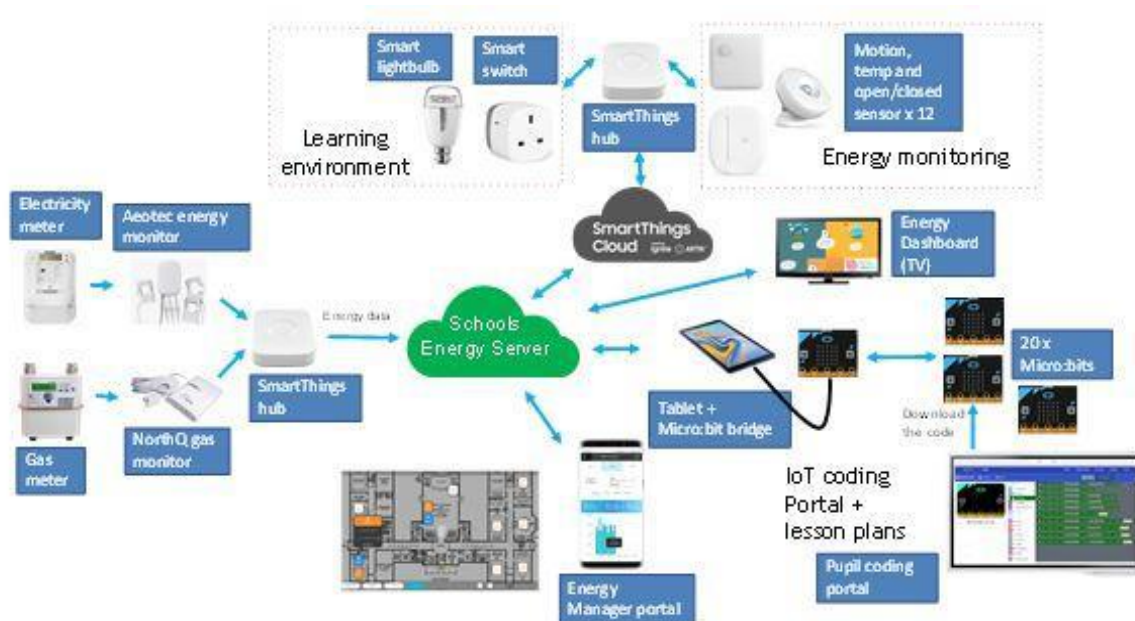 Smart
lightbulb
Smart
switch
SmartThings
hub
Motion,
temp and
open/closed
sensor x 12
Learning
environment
Energy monitoring
Electricity
meter
Aeotec energy
monitor
SmartThings
Cloud
Energy
Dashboard
(TV)
Energy data
Schools
Energy Server
20 x
Micro:bits
SmartThings
hub
Gas
meter
NorthQ gas
monitor
Tablet +
Micro:bit bridge
Download
the code
IoT coding
Portal +
lesson plans
Pupil coding
portal
Energy
Manager portal